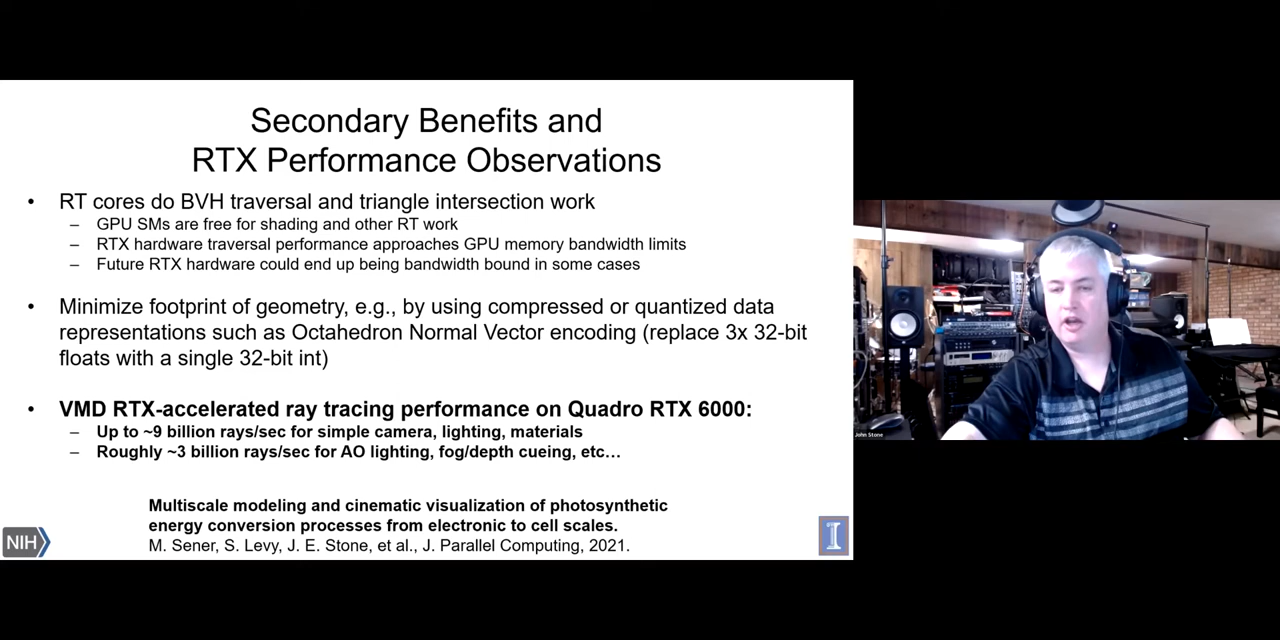 Secondary Benefits and
RTX Performance Observations
• RT cores do BVH traversal and triangle intersection work
– GPU SMs are free for shading and other RT work
– RTX hardware traversal performance approaches GPU memory bandwidth limits
– Future RTX hardware could end up being bandwidth bound in some cases
• Minimize footprint of geometry, e.g., by using compressed or quantized data
representations such as Octahedron Normal Vector encoding (replace 3x 32-bit
floats with a single 32-bit int)
• VMD RTX-accelerated ray tracing performance on Quadro RTX 6000:
– Up to ~9 billion rays/sec for simple camera, lighting, materials
– Roughly ~3 billion rays/sec for AO lighting, fog/depth cueing, etc…
Multiscale modeling and cinematic visualization of photosynthetic
energy conversion processes from electronic to cell scales.
M. Sener, S. Levy, J. E. Stone, et al., J. Parallel Computing, 2021.
NIH
I
John Stone